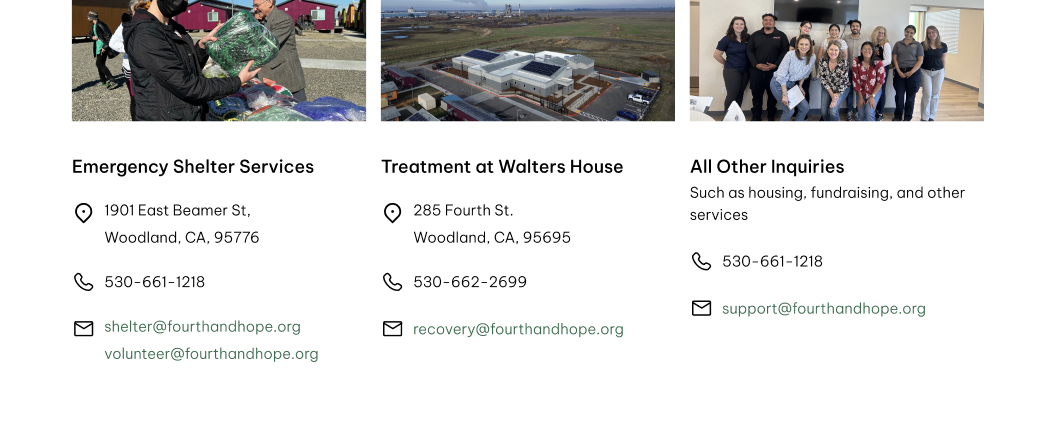 Emergency Shelter Services
1901 East Beamer St,
Woodland, CA, 95776
530-661-1218
shelter@fourthandhope.org
volunteer@fourthandhope.org
Treatment at Walters House
285 Fourth St.
Woodland, CA, 95695
530-662-2699
recovery@fourthandhope.org
All Other Inquiries
Such as housing, fundraising, and other
services
530-661-1218
support@fourthandhope.org